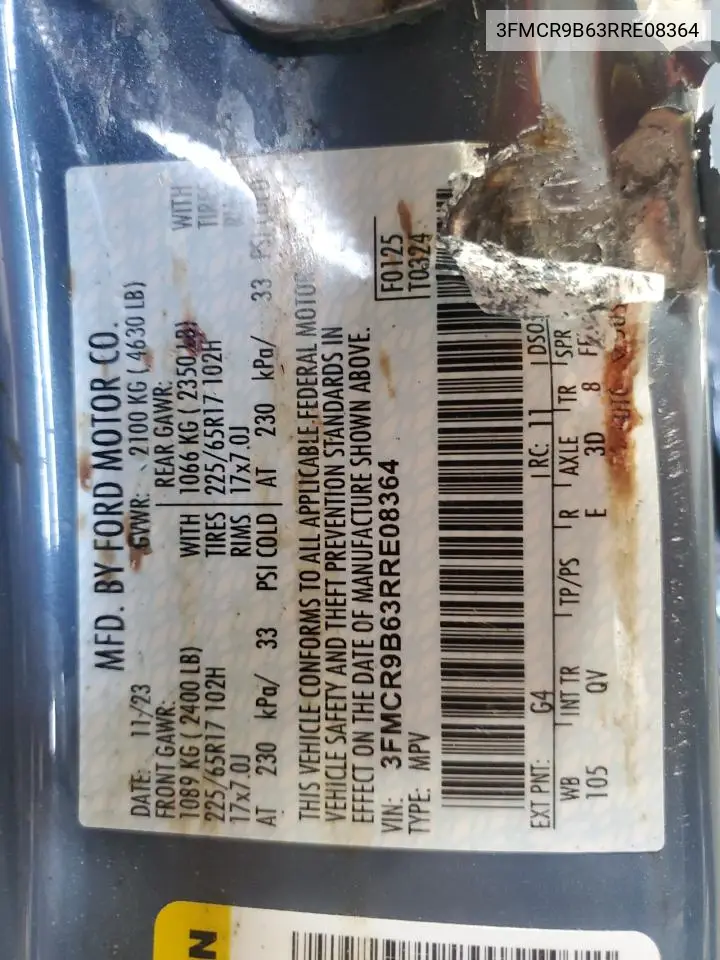 3FMCR9B63RRE08364
MFD. BY FORD MOTOR CO.
DATE: 11/23 GVWR: 2100 KG ( 4630 LB)
FRONT GAWR: REAR GAWR:
1089 KG ( 2400 LB) WITH 1066 KG ( 2350 LB) WITH
225/65R17 102H TIRES 225/65R17 102H TIRES
17x7.0J RIMS 17x7.0J
AT 230 kPa/ 33 PSI COLD AT 230 kPa/ 33 PSI
THIS VEHICLE CONFORMS TO ALL APPLICABLE FEDERAL MOTOR
VEHICLE SAFETY AND THEFT PREVENTION STANDARDS IN
EFFECT ON THE DATE OF MANUFACTURE SHOWN ABOVE.
VIN: 3FMCR9B63RRE08364 F0125
TYPE: MPV T0324
EXT PNT: G4 RC: 11
WB INT TR TP/PS R AXLE TR SPR
105 QV E 3D 8
N